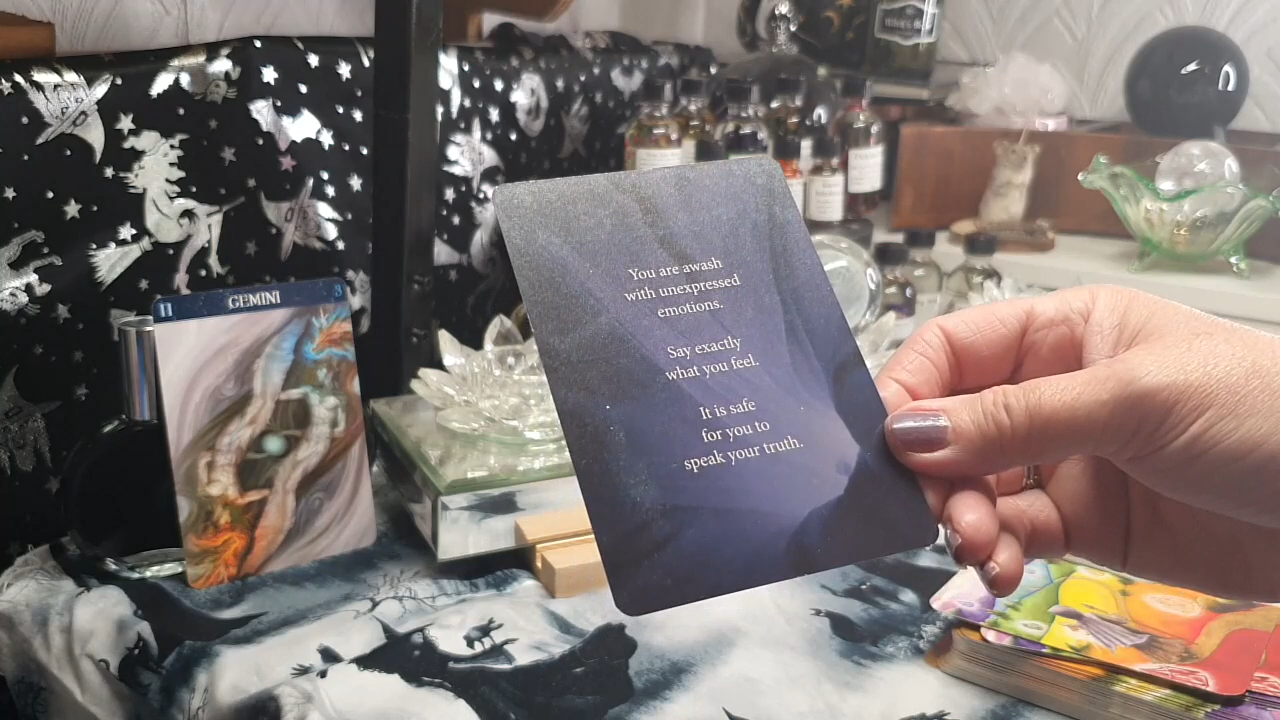 11 GEMINI 3
You are awash
with unexpressed
emotions.
Say exactly
what you feel.
It is safe
for you to
speak your truth.